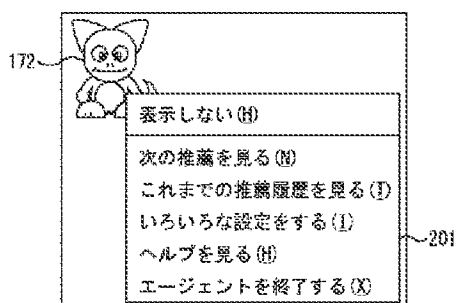 172
表示しない(H)
次の推薦を見る(N)
これまでの推薦履歴を見る(T)
いろいろな設定をする(I)
ヘルプを見る(H)
エージェントを終了する(X)
201